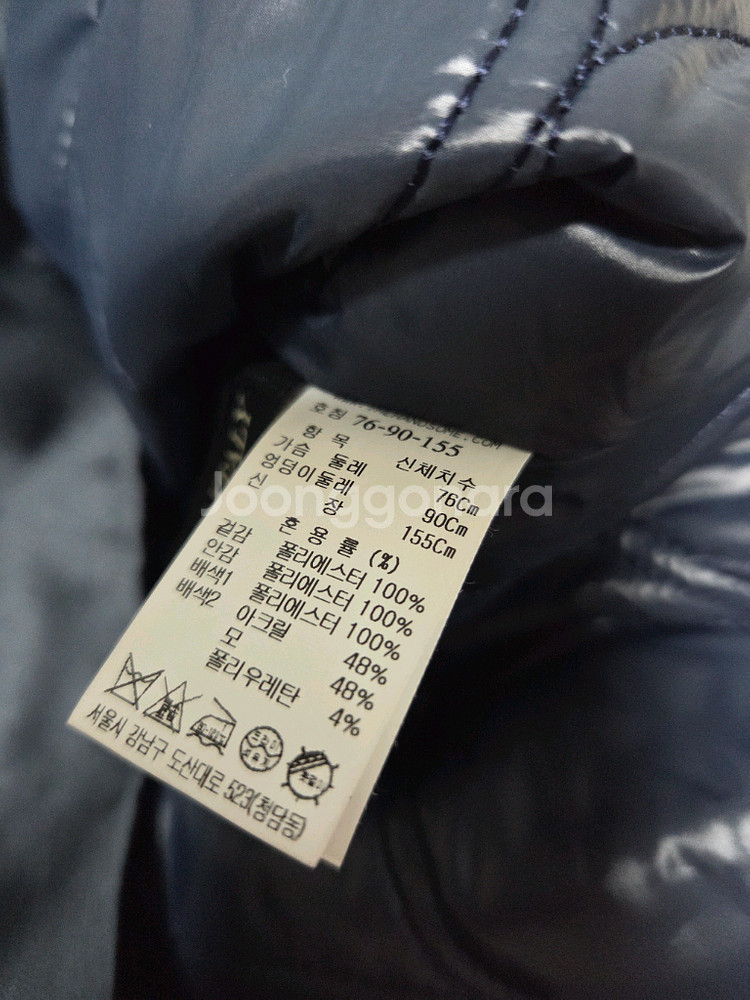 HANDSOME.COM
호칭 76-90-155
항 목 신체치수
가슴 둘레 76Cm
엉덩이둘레 90Cm
신 장 155Cm
혼 용 률 (%)
겉감 폴리에스터 100%
안감 폴리에스터 100%
배색1 폴리에스터 100%
배색2 아크릴 48%
모 48%
폴리우레탄 4%
서울시 강남구 도산대로 523(청담동)
Joonggonara